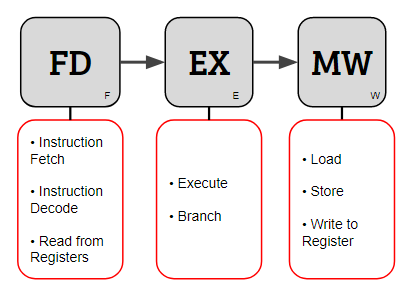 FD
F
EX
E
MW
W
• Instruction
Fetch
• Instruction
Decode
• Read from
Registers
• Execute
• Branch
• Load
• Store
• Write to
Register